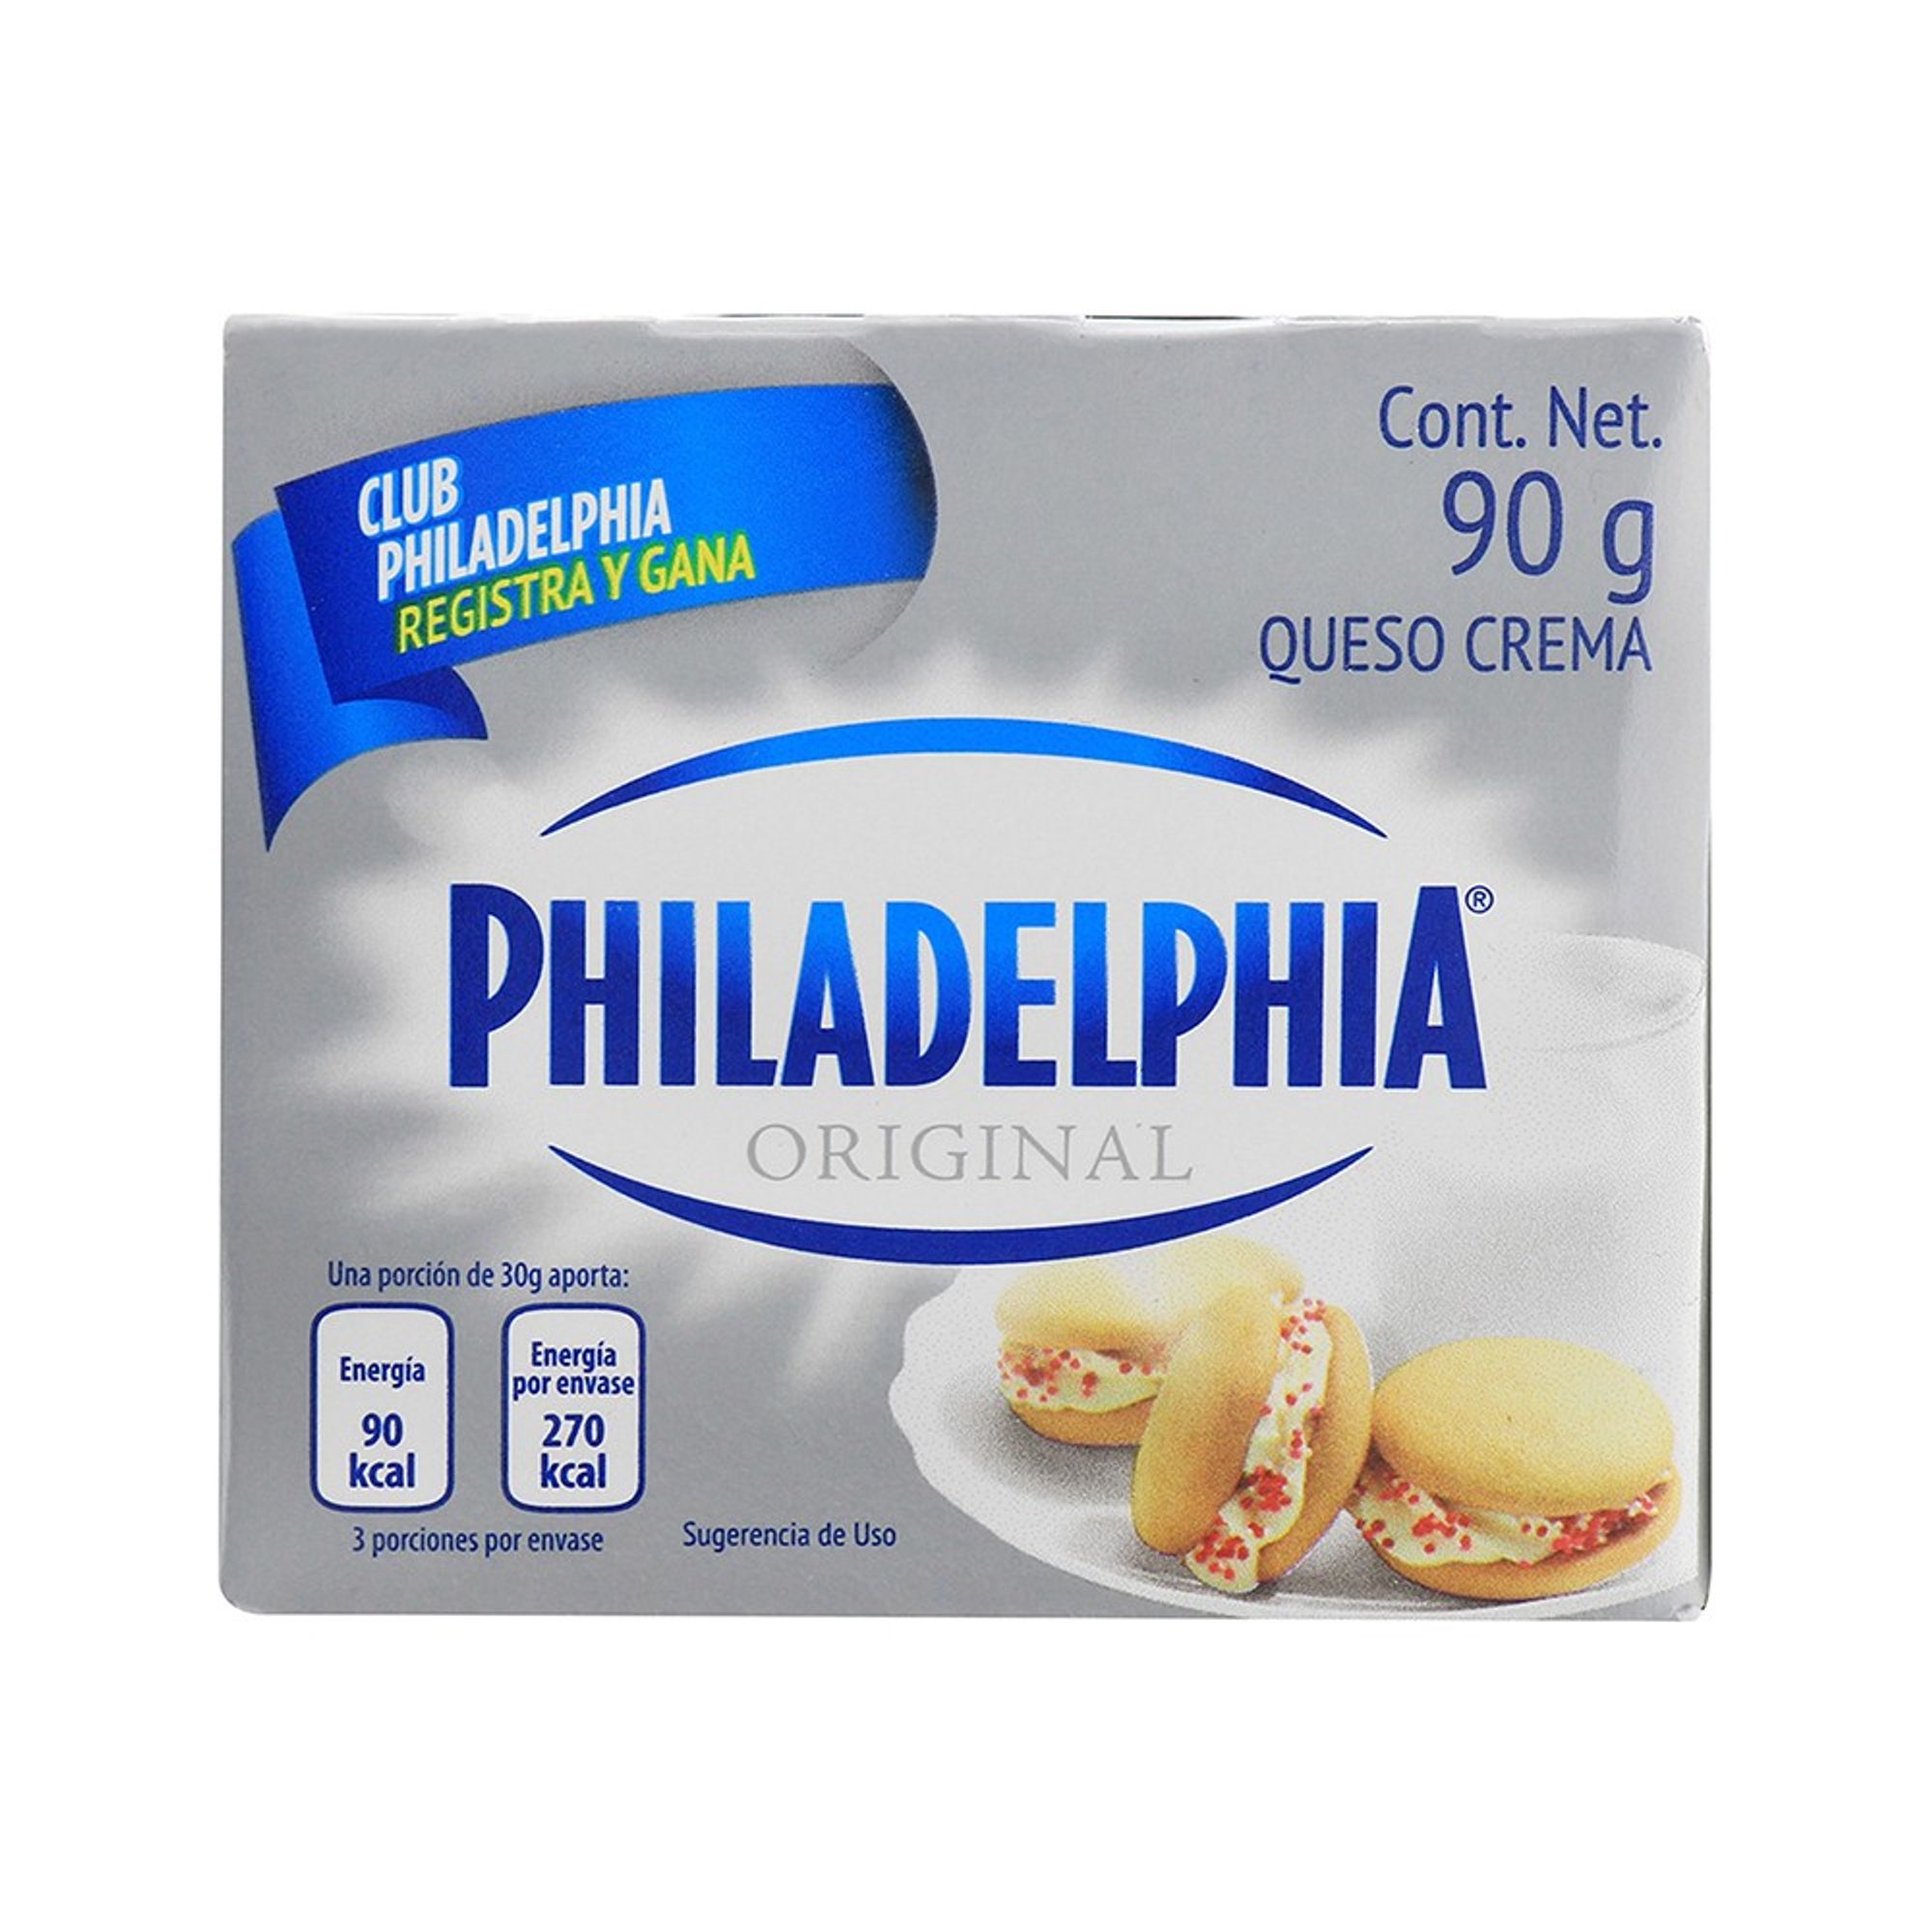 CLUB
PHILADELPHIA
REGISTRA Y GANA
Cont. Net.
90 g
QUESO CREMA
PHILADELPHIA®
ORIGINAL
Una porción de 30g aporta:
Energía
90
kcal
Energía
por envase
270
kcal
3 porciones por envase
Sugerencia de Uso